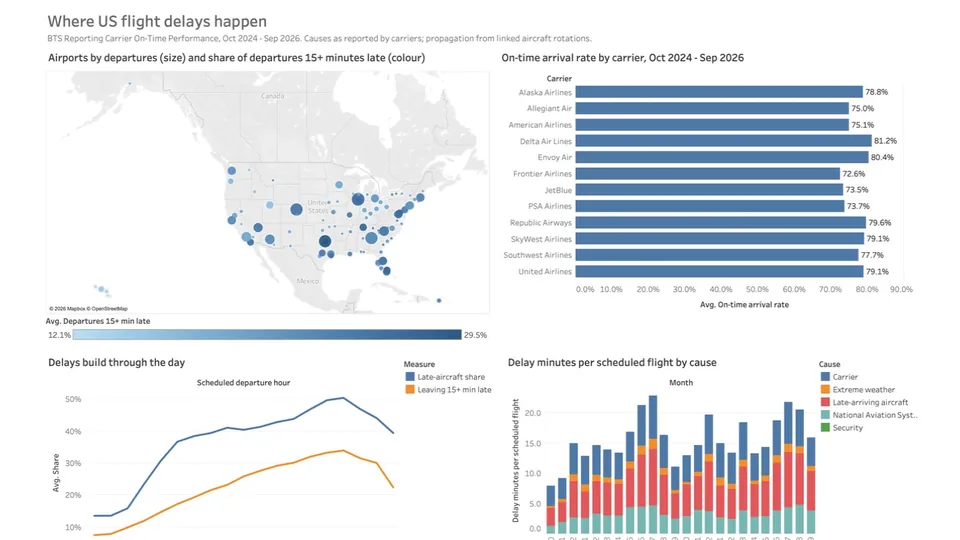 Where US flight delays happen
BTS Reporting Carrier On-Time Performance, Oct 2024 - Sep 2026. Causes as reported by carriers; propagation from linked aircraft rotations.
Airports by departures (size) and share of departures 15+ minutes late (colour)
Canada
United
States
Mexico
© 2026 Mapbox © OpenStreetMap
Avg. Departures 15+ min late
12.1%
29.5%
On-time arrival rate by carrier, Oct 2024 - Sep 2026
Carrier
Alaska Airlines 78.8%
Allegiant Air 75.0%
American Airlines 75.1%
Delta Air Lines 81.2%
Envoy Air 80.4%
Frontier Airlines 72.6%
JetBlue 73.5%
PSA Airlines 73.7%
Republic Airways 79.6%
SkyWest Airlines 79.1%
Southwest Airlines 77.7%
United Airlines 79.1%
0.0% 10.0% 20.0% 30.0% 40.0% 50.0% 60.0% 70.0% 80.0% 90.0%
Avg. On-time arrival rate
Delays build through the day
Scheduled departure hour
Avg. Share
50%
40%
30%
20%
10%
Measure
Late-aircraft share
Leaving 15+ min late
Delay minutes per scheduled flight by cause
Month
Delay minutes per scheduled flight
20.0
15.0
10.0
5.0
0.0
Cause
Carrier
Extreme weather
Late-arriving aircraft
National Aviation Syst..
Security